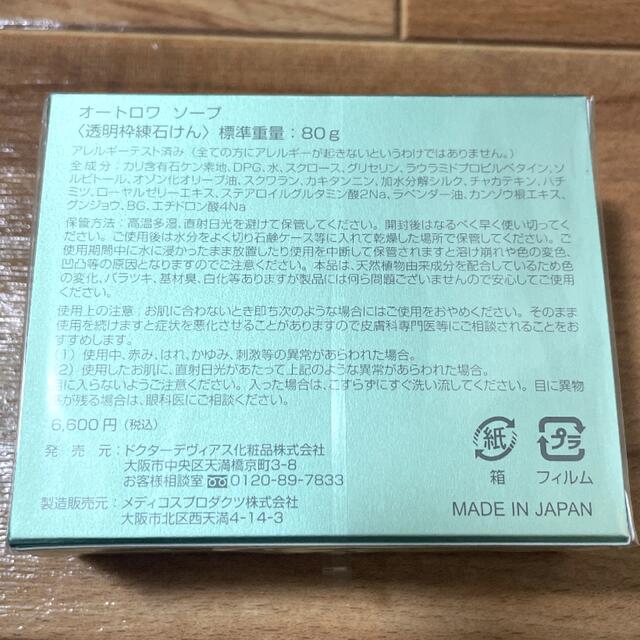 オートロワ ソープ
〈透明枠練石けん〉標準重量：80g
アレルギーテスト済み（全ての方にアレルギーが起きないというわけではありません。）
全成分：カリ含有石ケン素地、DPG、水、スクロース、グリセリン、ラウラミドプロピルベタイン、ソ
ルビトール、オゾン化オリーブ油、スクワラン、カキタンニン、加水分解シルク、チャカテキン、ハチ
ミツ、ローヤルゼリーエキス、ステアロイルグルタミン酸2Na、ラベンダー油、カンゾウ根エキス、
グンジョウ、BG、エチドロン酸4Na
保管方法：高温多湿、直射日光を避けて保管してください。開封後はなるべく早く使い切ってく
ださい。ご使用後は水分をよく切り石鹸ケース等に入れて乾燥した場所で保管してください。ご
使用期間中に水に浸かったまま放置したり使用を中断して保管されますと溶け崩れや色の変色、
凹凸等の原因となりますのでご注意ください。本品は、天然植物由来成分を配合しているため色
の変化、バラツキ、基材臭、白化等ありますが製品には何ら問題ございませんので安心してご使用
ください。
使用上の注意：お肌に合わないとき即ち次のような場合にはご使用をおやめください。そのまま
使用を続けますと症状を悪化させることがありますので皮膚科専門医等にご相談されることをお
すすめします。
（1）使用中、赤み、はれ、かゆみ、刺激等の異常があらわれた場合。
（2）使用したお肌に、直射日光があたって上記のような異常があらわれた場合。
目に入らないようご注意ください。入った場合は、こすらずにすぐ洗い流してください。目に異物
が残る場合は、眼科医にご相談ください。
6,600円（税込）
発売元：ドクターデヴィアス化粧品株式会社
大阪市中央区天満橋京町3-8
お客様相談室 0120-89-7833
製造販売元：メディコスプロダクツ株式会社
大阪市北区西天満4-14-3
紙
箱
プラ
フィルム
MADE IN JAPAN